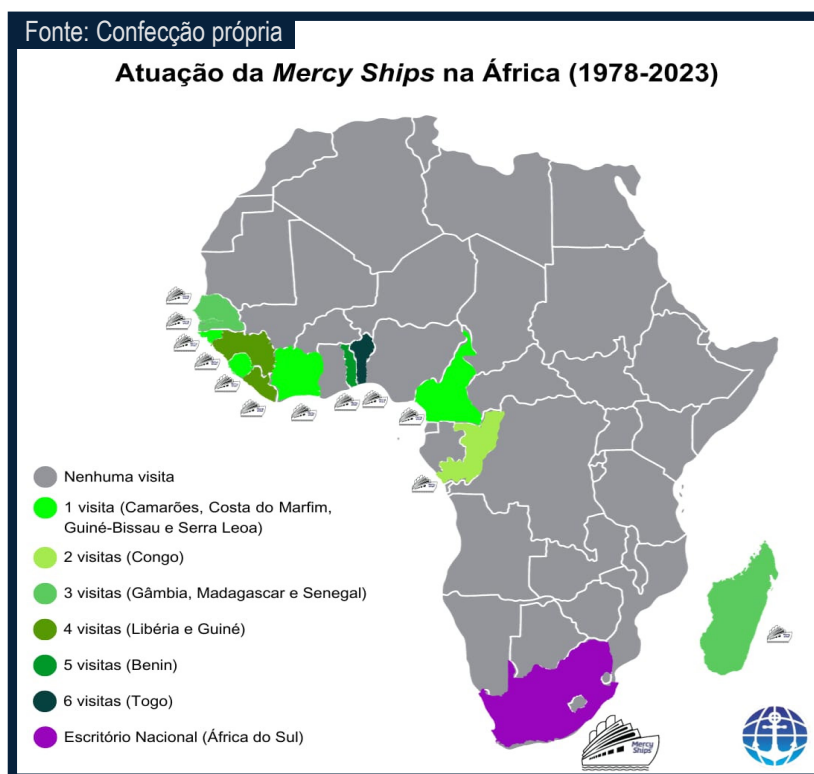 Fonte: Confecção própria
Atuação da Mercy Ships na África (1978-2023)
Nenhuma visita
1 visita (Camarões, Costa do Marfim,
Guiné-Bissau e Serra Leoa)
2 visitas (Congo)
3 visitas (Gâmbia, Madagascar e Senegal)
4 visitas (Libéria e Guiné)
5 visitas (Benin)
6 visitas (Togo)
Escritório Nacional (África do Sul)
Mercy
Ships